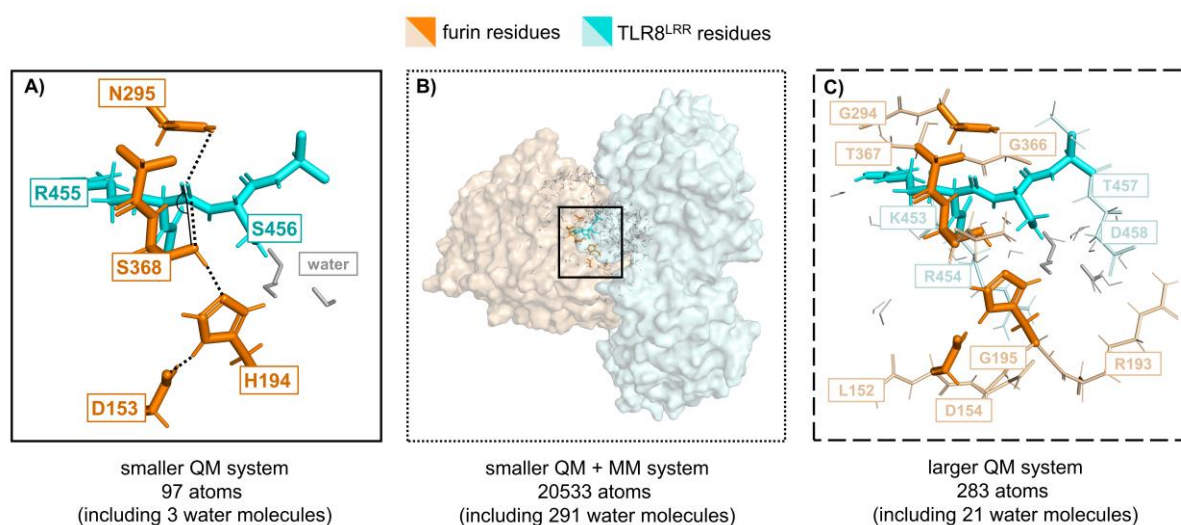 furin residues
TLR8LRR residues
A)
N295
R455
S456
S368
water
H194
D153
smaller QM system
97 atoms
(including 3 water molecules)
B)
smaller QM + MM system
20533 atoms
(including 291 water molecules)
C)
G294
G366
T367
T457
K453
D458
R454
G195
R193
L152
D154
larger QM system
283 atoms
(including 21 water molecules)